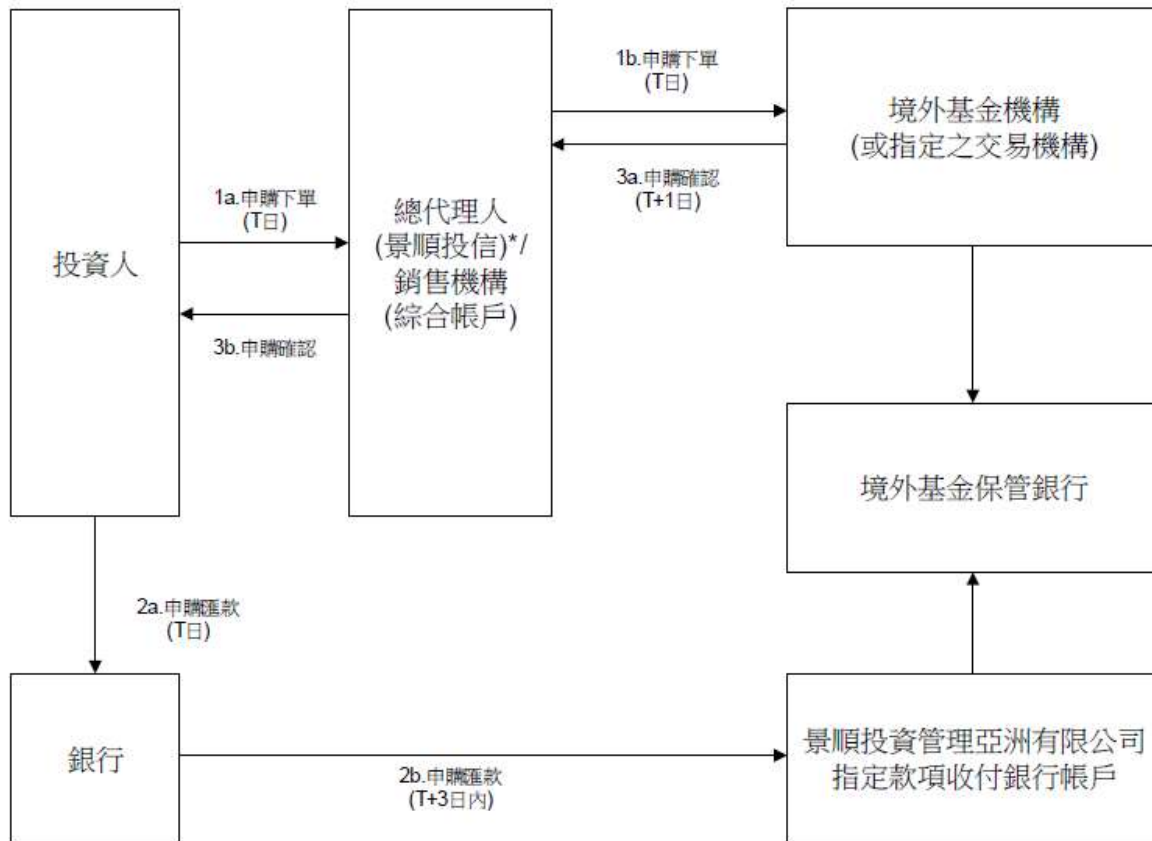 1b.申購下單
(T日)
境外基金機構
(或指定之交易機構)
3a.申購確認
(T+1日)
1a.申購下單
(T日)
投資人
總代理人
(景順投信)*/
銷售機構
(綜合帳戶)
3b.申購確認
境外基金保管銀行
2a.申購匯款
(T日)
銀行
2b.申購匯款
(T+3日內)
景順投資管理亞洲有限公司
指定款項收付銀行帳戶